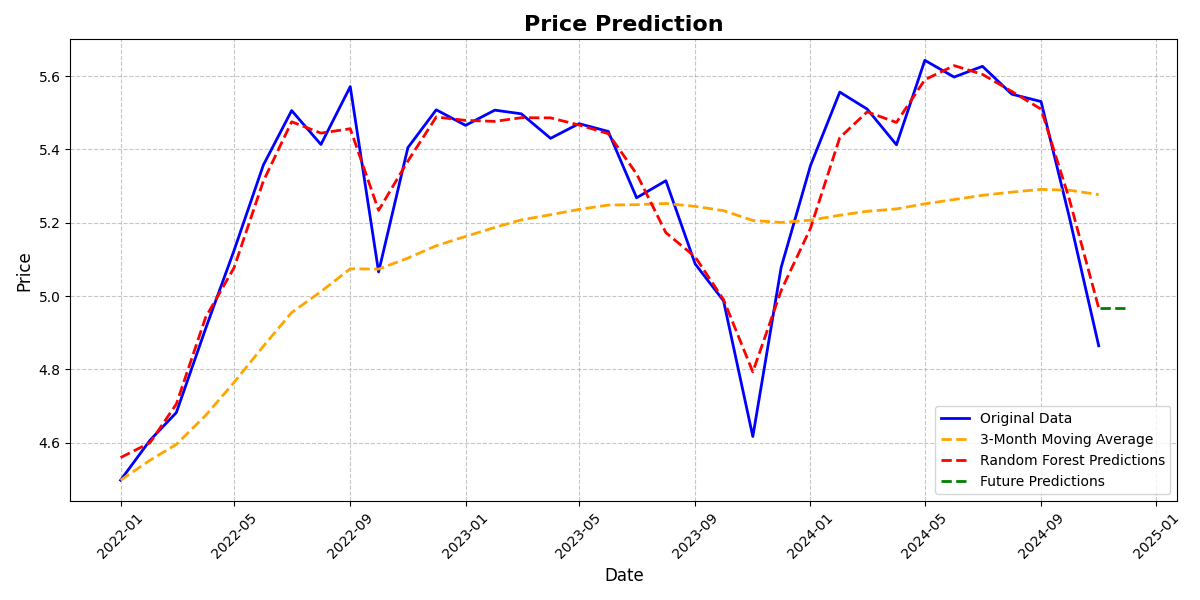 Price Prediction
Price
5.6
5.4
5.2
5.0
4.8
4.6
Original Data
3-Month Moving Average
Random Forest Predictions
Future Predictions
2022-01
2022-05
2022-09
2023-01
2023-05
2023-09
2024-01
2024-05
2024-09
2025-01
Date